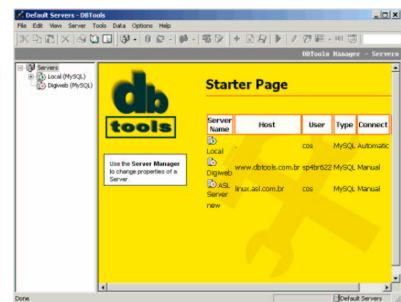 Default Servers - DBTools
File Edit View Server Tools Data Options Help
DBTools Manager - Servers
Servers
Local (MySQL)
Digiweb (MySQL)
db
tools
Use the Server Manager
to change properties of a
Server.
Starter Page
Server Name Host User Type Connect
Local - cos MySQL Automatic
Digiweb www.dbtools.com.br sp4br622 MySQL Manual
ASL Server linux.asl.com.br cos MySQL Manual
new
Done
Default Servers